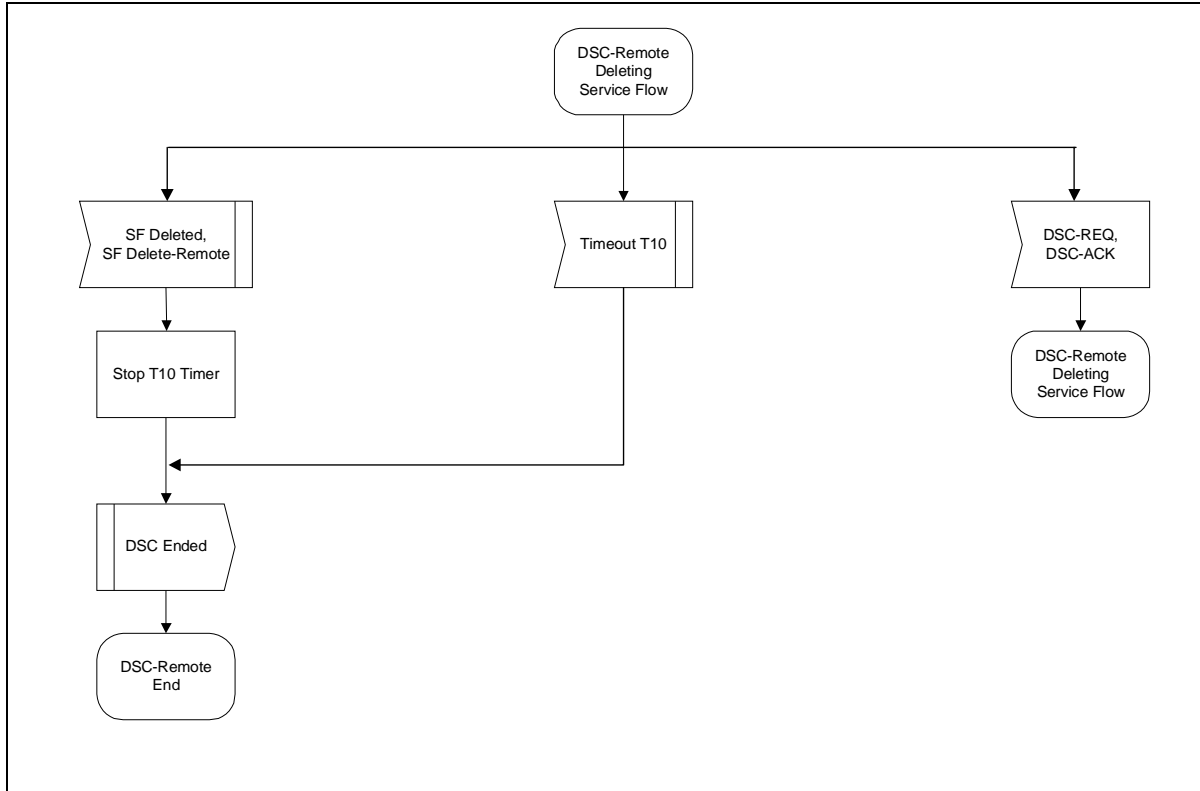 DSC-Remote
Deleting
Service Flow
SF Deleted,
SF Delete-Remote
Timeout T10
DSC-REQ,
DSC-ACK
Stop T10 Timer
DSC-Remote
Deleting
Service Flow
DSC Ended
DSC-Remote
End